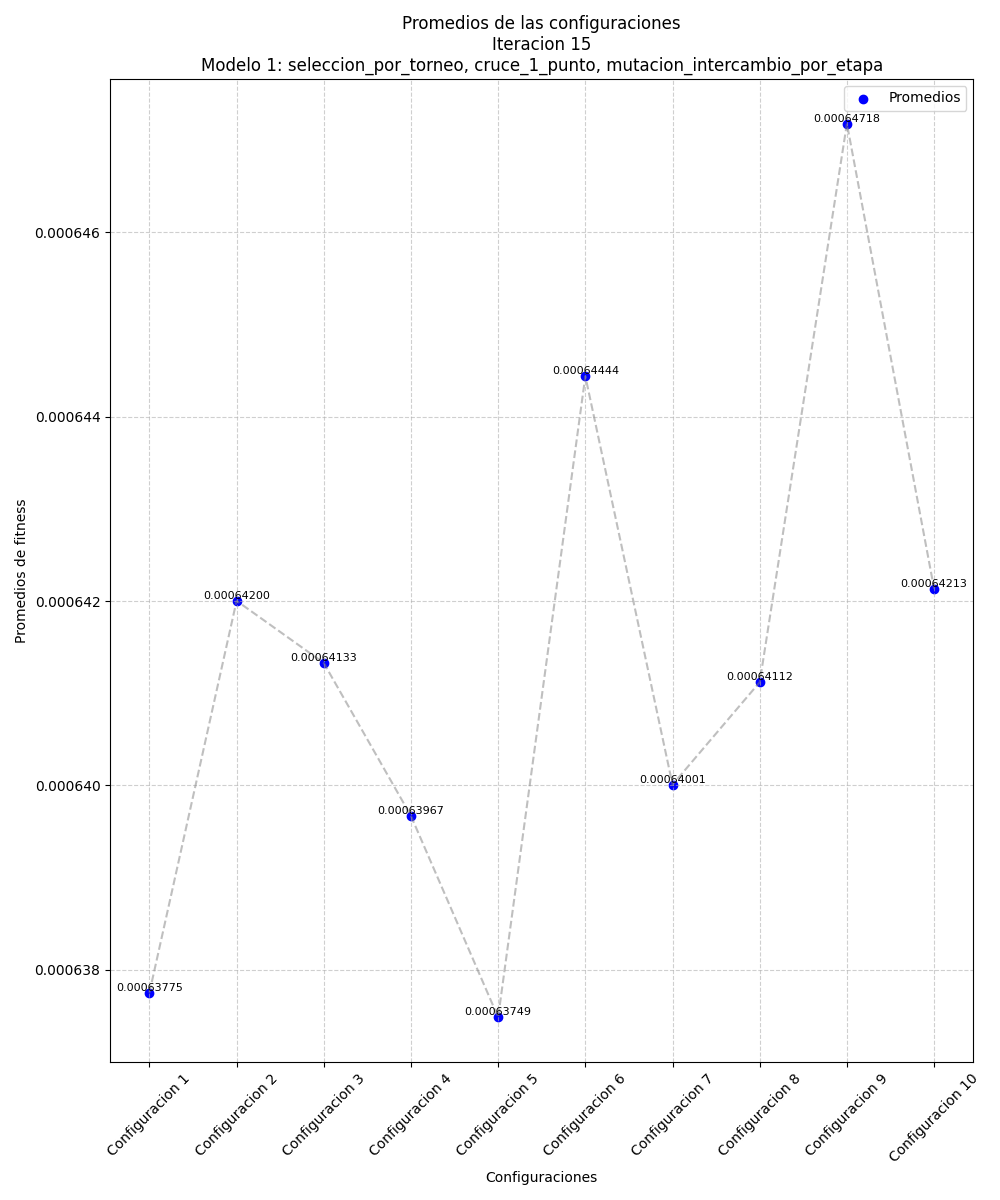 Promedios de las configuraciones
Iteracion 15
Modelo 1: seleccion_por_torneo, cruce_1_punto, mutacion_intercambio_por_etapa
Promedios
0.00064718
0.000646
0.00064444
0.000644
0.00064213
0.000642
0.00064200
0.00064133
0.00064112
0.00064001
0.000640
0.00063967
0.000638
0.00063775
0.00063749
Promedios de fitness
Configuracion 1
Configuracion 2
Configuracion 3
Configuracion 4
Configuracion 5
Configuracion 6
Configuracion 7
Configuracion 8
Configuracion 9
Configuracion 10
Configuraciones